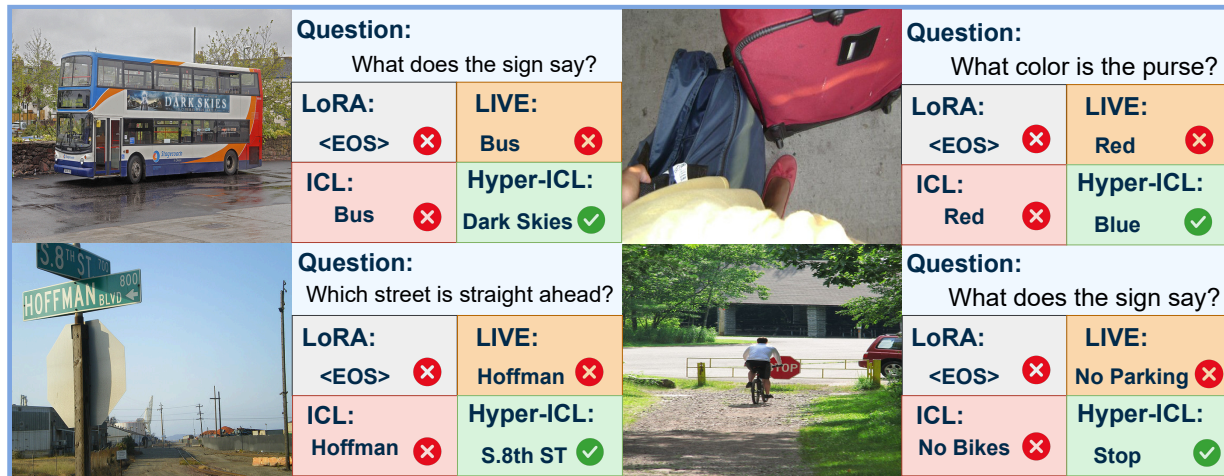 DARK SKIES
Stagecoach
Question:
What does the sign say?
LoRA:
<EOS>
LIVE:
Bus
ICL:
Bus
Hyper-ICL:
Dark Skies
Question:
What color is the purse?
LoRA:
<EOS>
LIVE:
Red
ICL:
Red
Hyper-ICL:
Blue
S. 8TH ST 700
800
HOFFMAN BLVD
Question:
Which street is straight ahead?
LoRA:
<EOS>
LIVE:
Hoffman
ICL:
Hoffman
Hyper-ICL:
S.8th ST
STOP
Question:
What does the sign say?
LoRA:
<EOS>
LIVE:
No Parking
ICL:
No Bikes
Hyper-ICL:
Stop